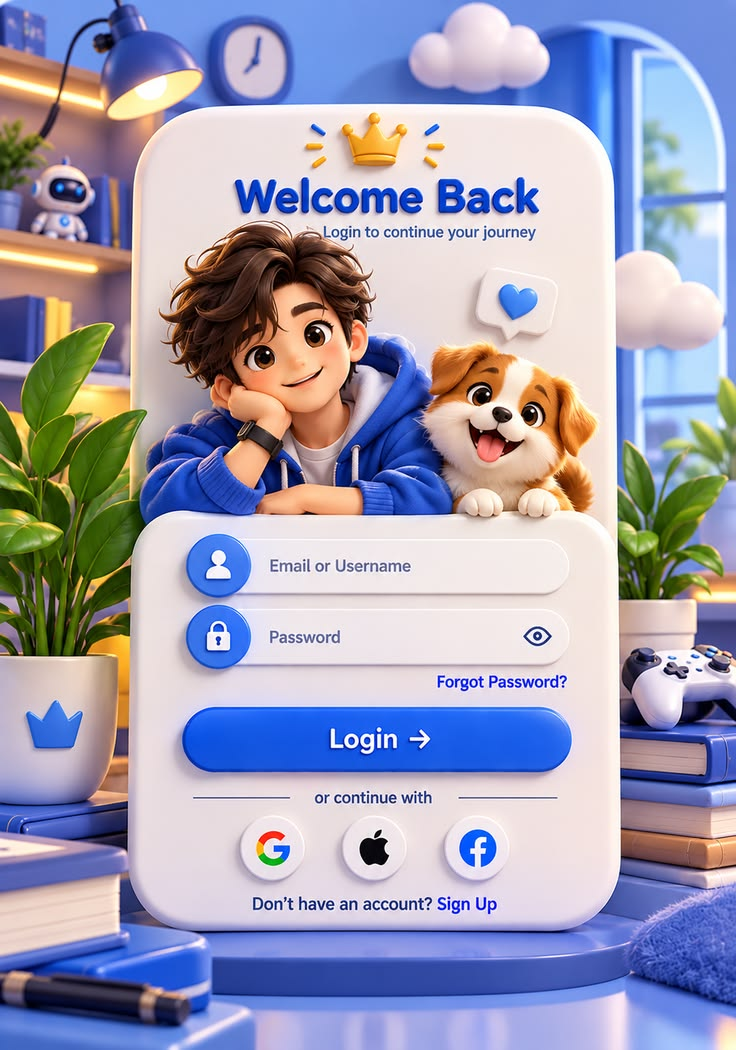 Welcome Back
Login to continue your journey
Email or Username
Password
Forgot Password?
Login →
or continue with
Don't have an account? Sign Up